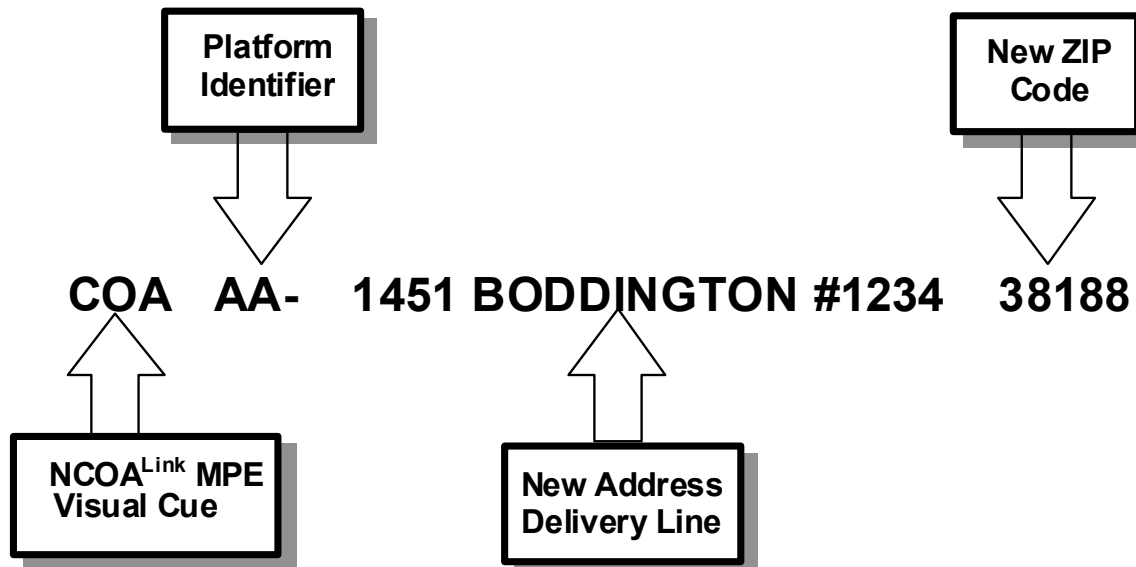 Platform
Identifier
New ZIP
Code
COA AA- 1451 BODDINGTON #1234 38188
NCOALink MPE
Visual Cue
New Address
Delivery Line